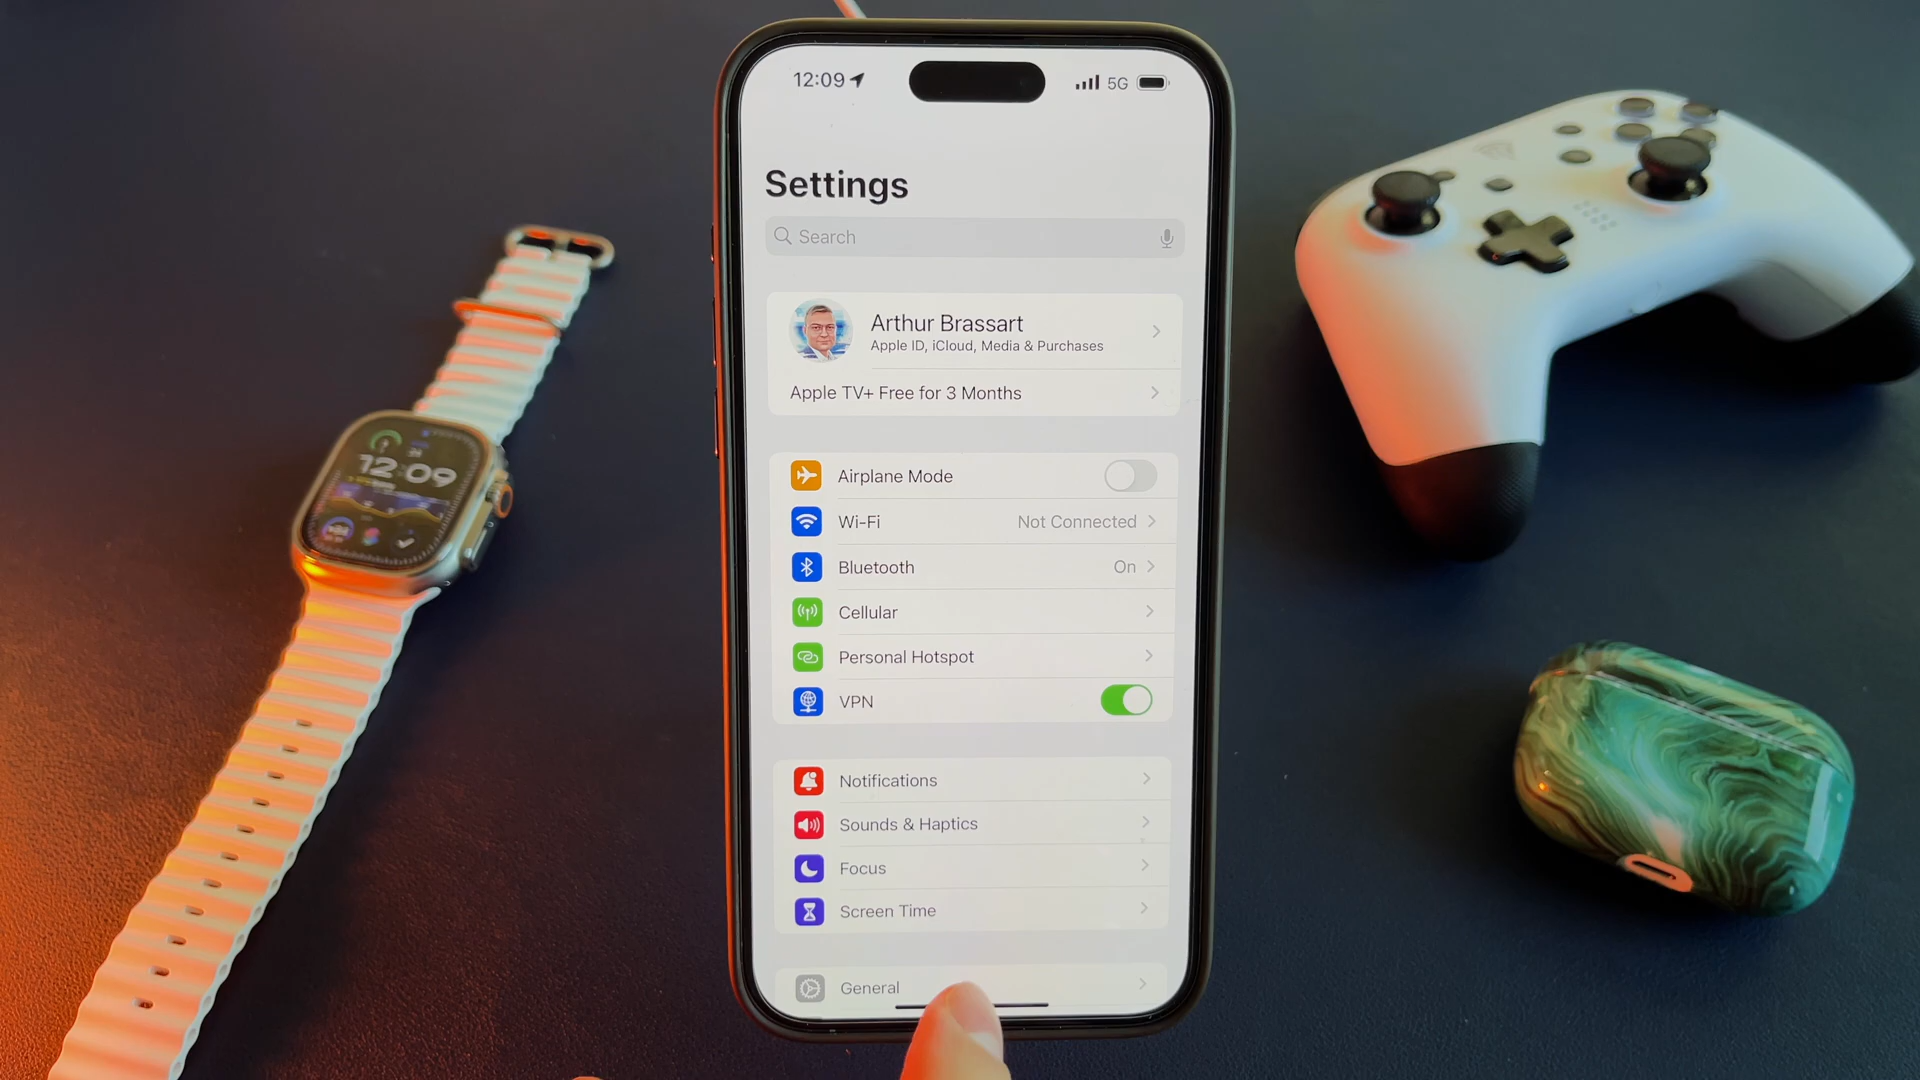 12:09
5G
Settings
Search
Arthur Brassart
Apple ID, iCloud, Media & Purchases
Apple TV+ Free for 3 Months
Airplane Mode
Wi-Fi
Not Connected
Bluetooth
On
Cellular
Personal Hotspot
VPN
Notifications
Sounds & Haptics
Focus
Screen Time
General
12:09